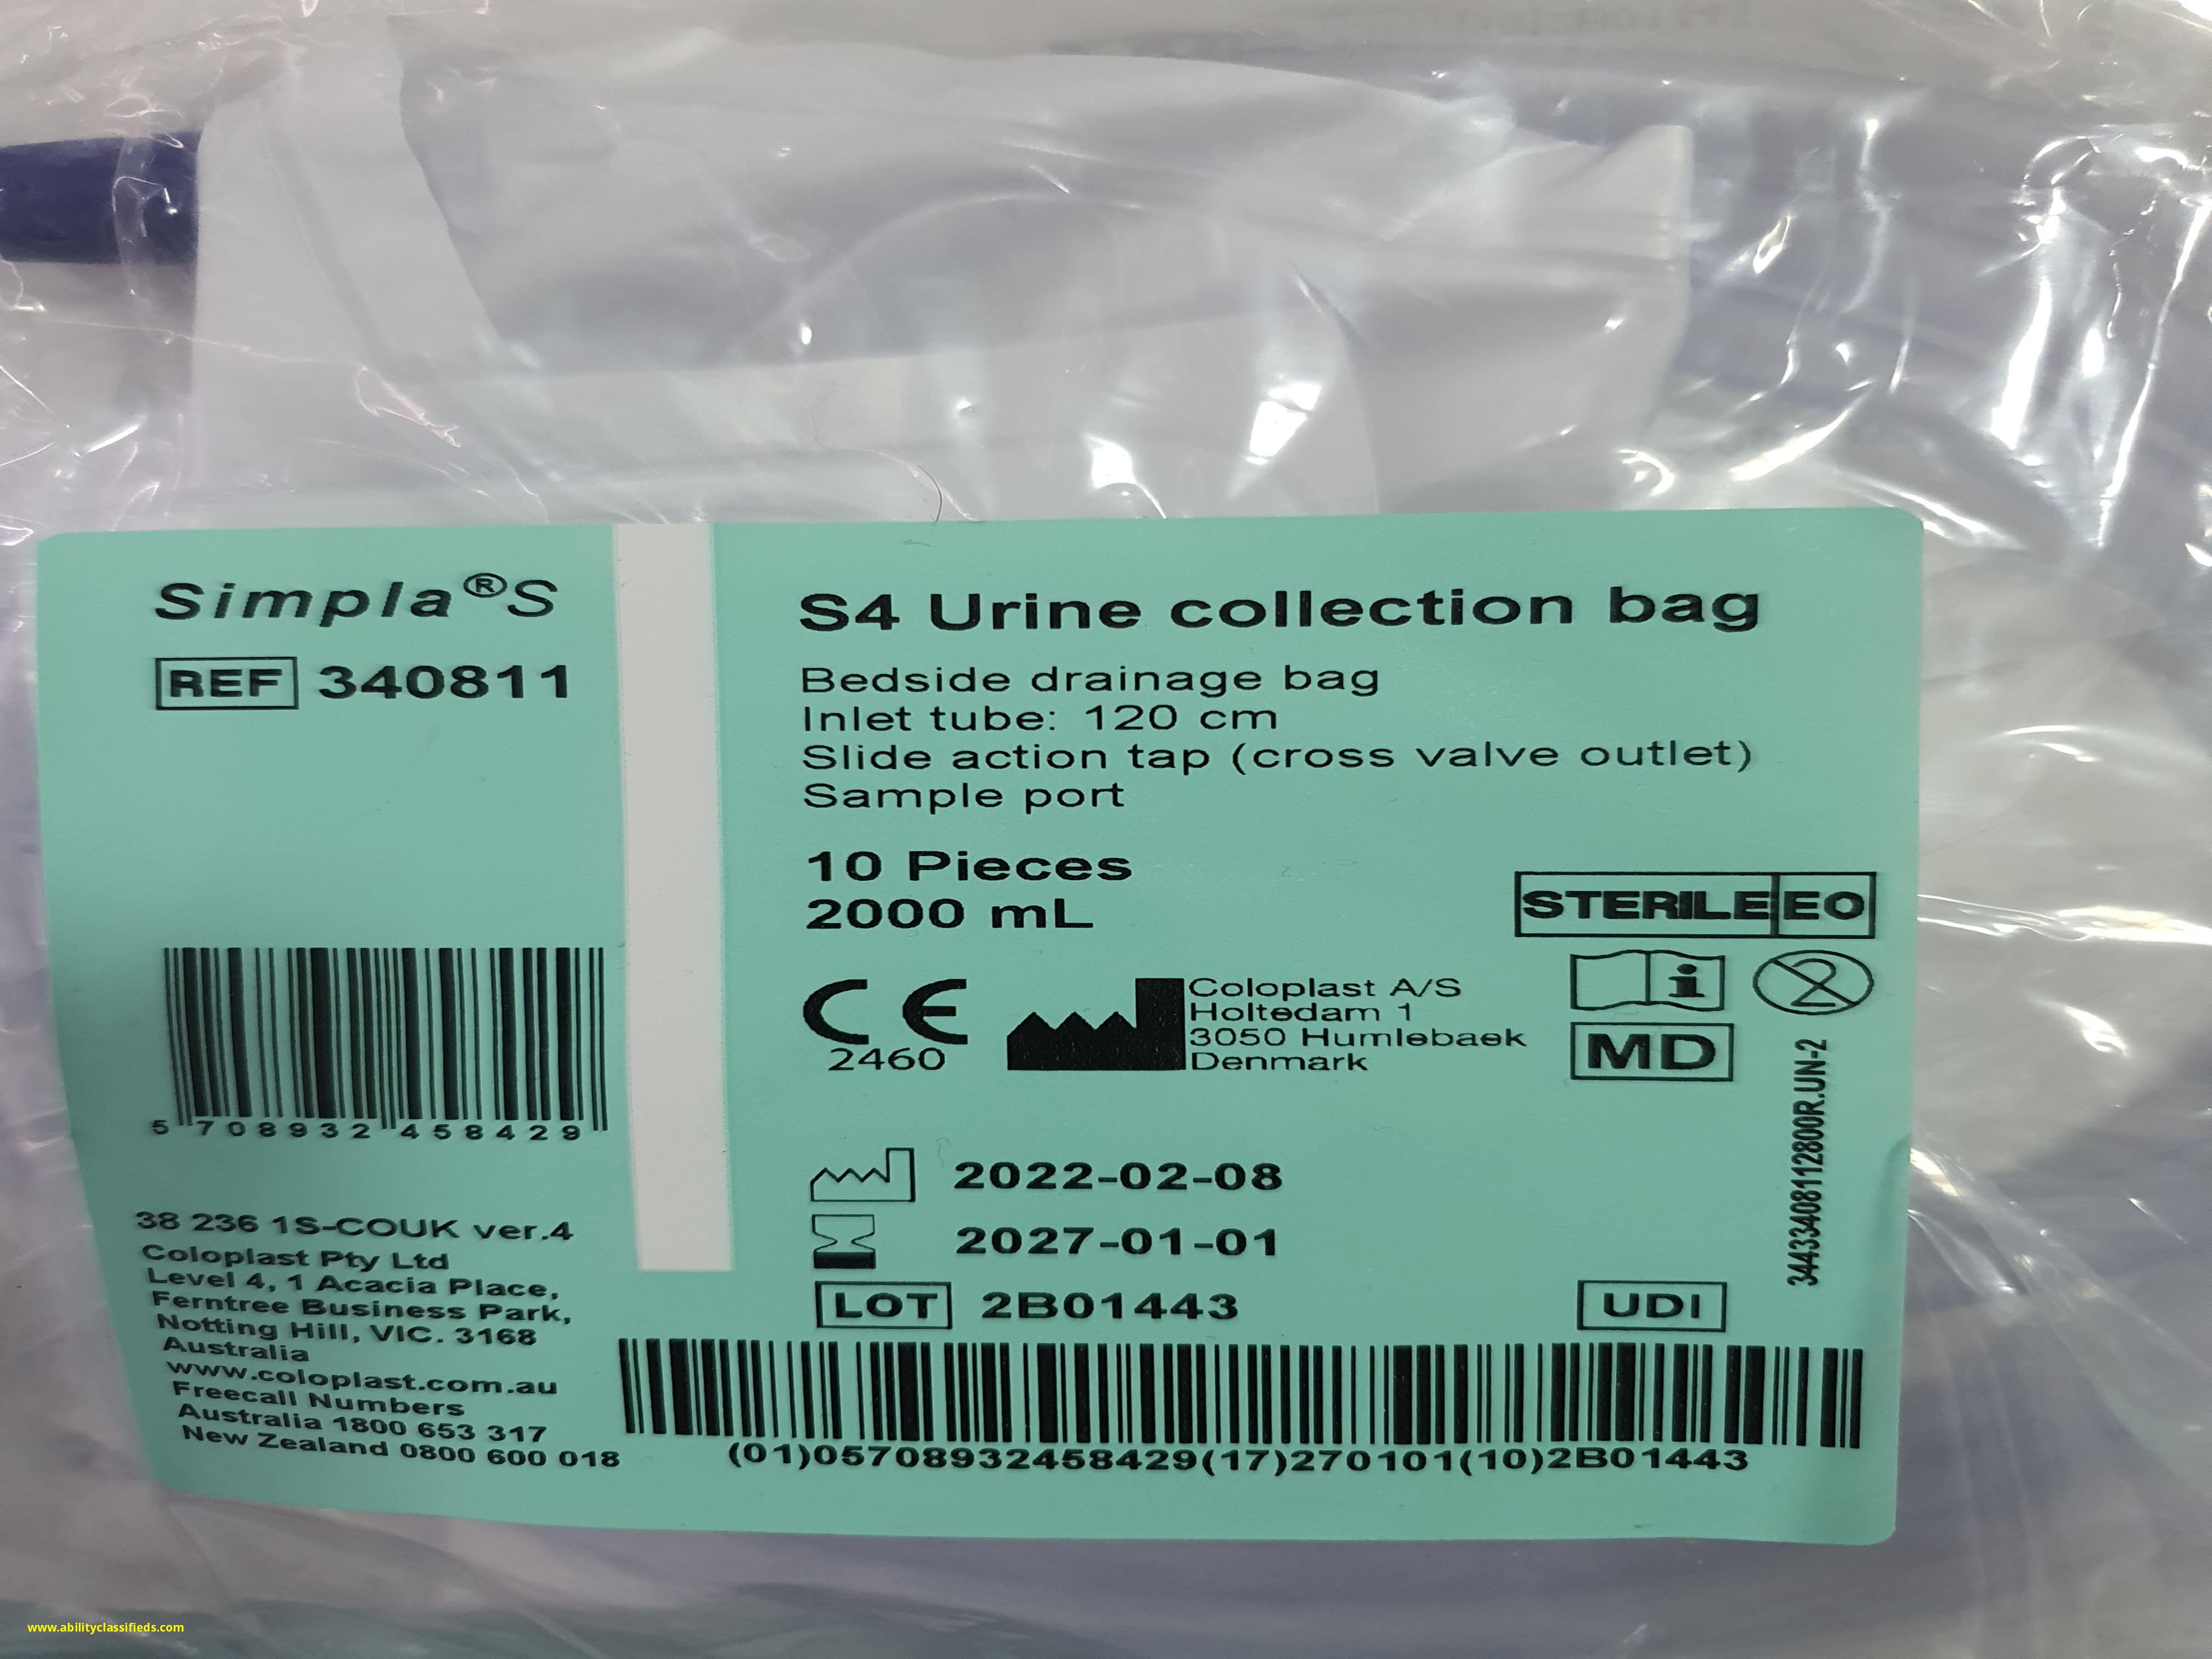 Simpla®S
REF 340811
5 708932 458429
38 236 1S-COUK ver.4
Coloplast Pty Ltd
Level 4, 1 Acacia Place,
Ferntree Business Park,
Notting Hill, VIC. 3168
Australia
www.coloplast.com.au
Freecall Numbers
Australia 1800 653 317
New Zealand 0800 600 018
S4 Urine collection bag
Bedside drainage bag
Inlet tube: 120 cm
Slide action tap (cross valve outlet)
Sample port
10 Pieces
2000 mL
STERILE EO
CE
2460
Coloplast A/S
Holtedam 1
3050 Humlebaek
Denmark
2
MD
2022-02-08
2027-01-01
LOT 2B01443
UDI
(01)05708932458429(17)270101(10)2B01443
www.abilityclassifieds.com